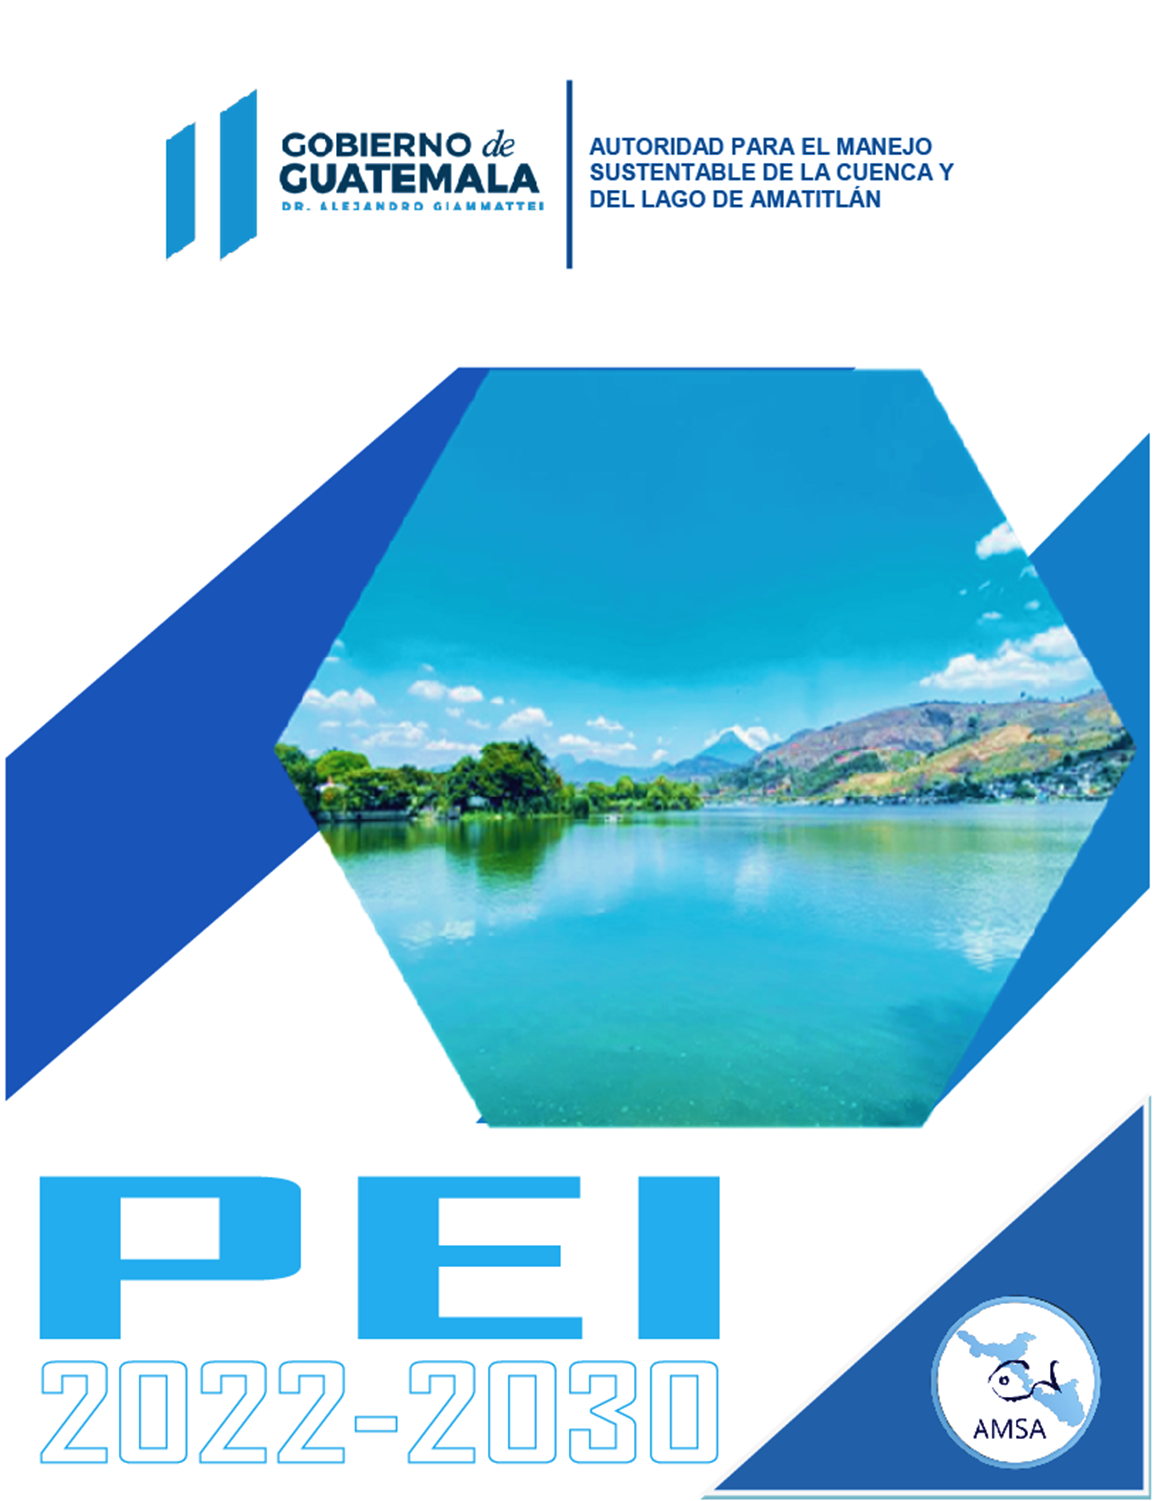 GOBIERNO de
GUATEMALA
DR. ALEJANDRO GIAMMATTEI
AUTORIDAD PARA EL MANEJO
SUSTENTABLE DE LA CUENCA Y
DEL LAGO DE AMATITLÁN
PEI
2022-2030
AMSA